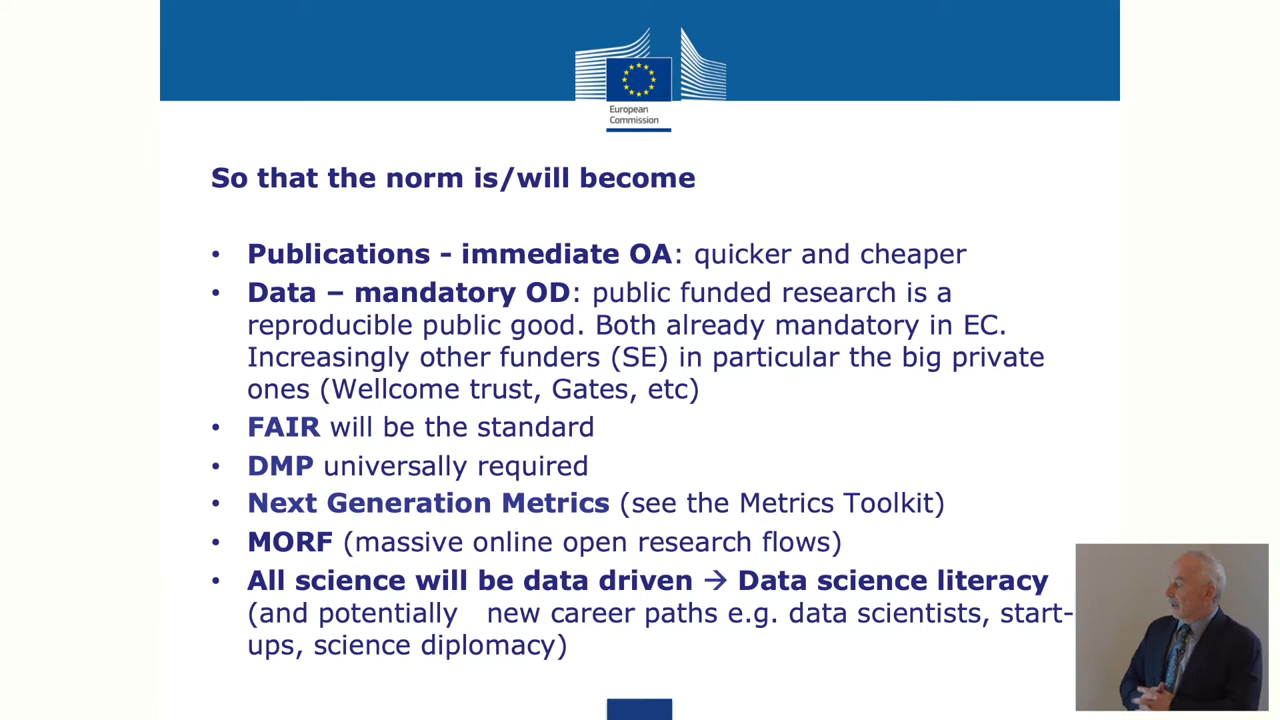 European
Commission
So that the norm is/will become
• Publications - immediate OA: quicker and cheaper
• Data – mandatory OD: public funded research is a
reproducible public good. Both already mandatory in EC.
Increasingly other funders (SE) in particular the big private
ones (Wellcome trust, Gates, etc)
• FAIR will be the standard
• DMP universally required
• Next Generation Metrics (see the Metrics Toolkit)
• MORF (massive online open research flows)
• All science will be data driven → Data science literacy
(and potentially new career paths e.g. data scientists, start-
ups, science diplomacy)